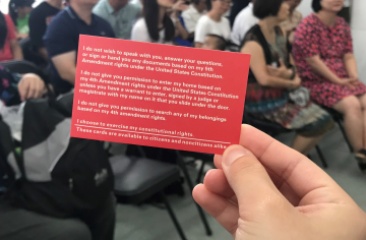 I do not wish to speak with you, answer your questions,
or sign or hand you any documents based on my 5th
Amendment rights under the United States Constitution
I do not give you permission to enter my home based on
my 4th Amendment rights under the United States Constitution
unless you have a warrant to enter, signed by a judge or
magistrate with my name on it that you slide under the door.
I do not give you permission to search any of my belongings
based on my 4th amendment rights.
I choose to exercise my constitutional rights.
These cards are available to citizens and noncitizens alike.